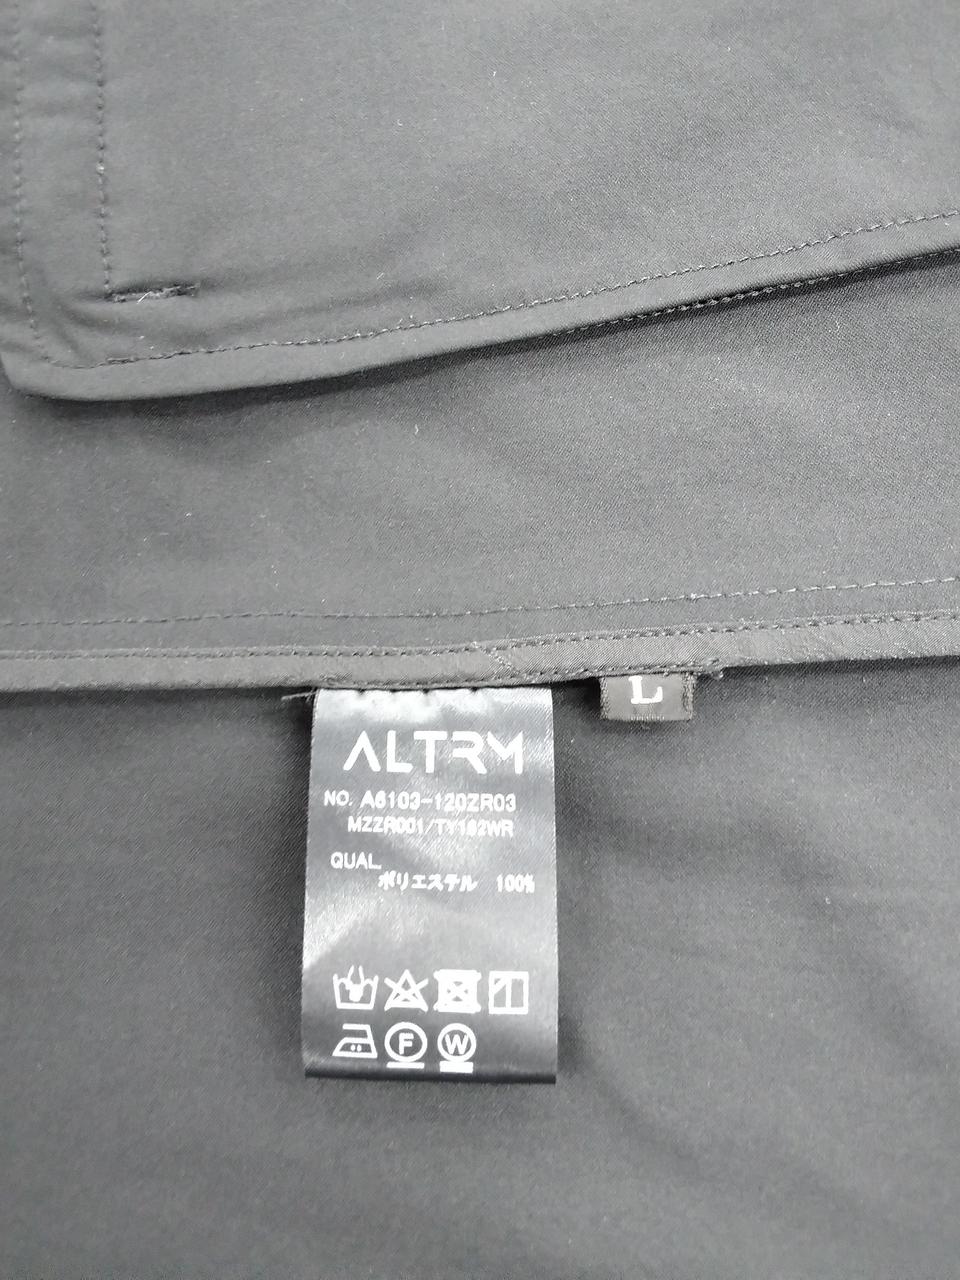 L
ALTRM
NO. A6103-120ZR03
MZZR001/TY182WR
QUAL.
ポリエステル 100%
F W